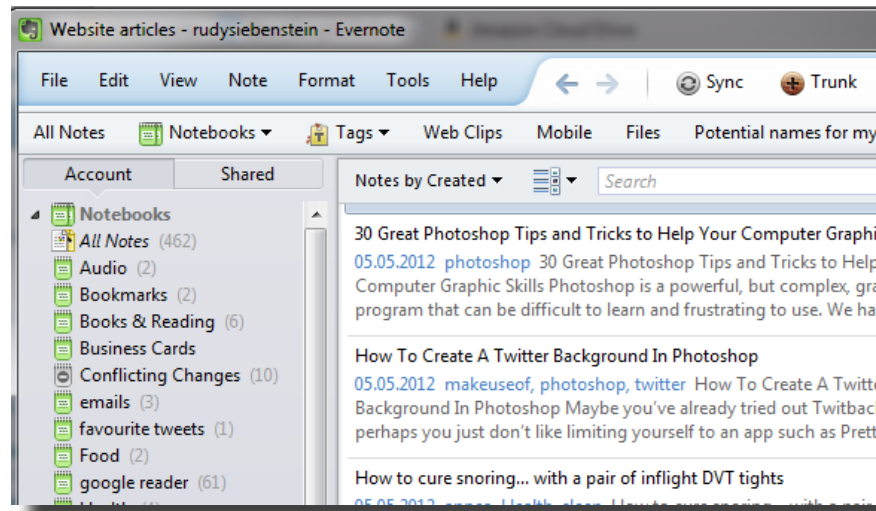 Website articles - rudysiebenstein - Evernote
File Edit View Note Format Tools Help Sync Trunk
All Notes Notebooks Tags Web Clips Mobile Files Potential names for my
Account Shared
Notes by Created Search
Notebooks
All Notes (462)
Audio (2)
Bookmarks (2)
Books & Reading (6)
Business Cards
Conflicting Changes (10)
emails (3)
favourite tweets (1)
Food (2)
google reader (61)
30 Great Photoshop Tips and Tricks to Help Your Computer Graphi
05.05.2012 photoshop 30 Great Photoshop Tips and Tricks to Help
Computer Graphic Skills Photoshop is a powerful, but complex, gra
program that can be difficult to learn and frustrating to use. We ha
How To Create A Twitter Background In Photoshop
05.05.2012 makeuseof, photoshop, twitter How To Create A Twitte
Background In Photoshop Maybe you've already tried out Twitbac
perhaps you just don't like limiting yourself to an app such as Prett
How to cure snoring... with a pair of inflight DVT tights